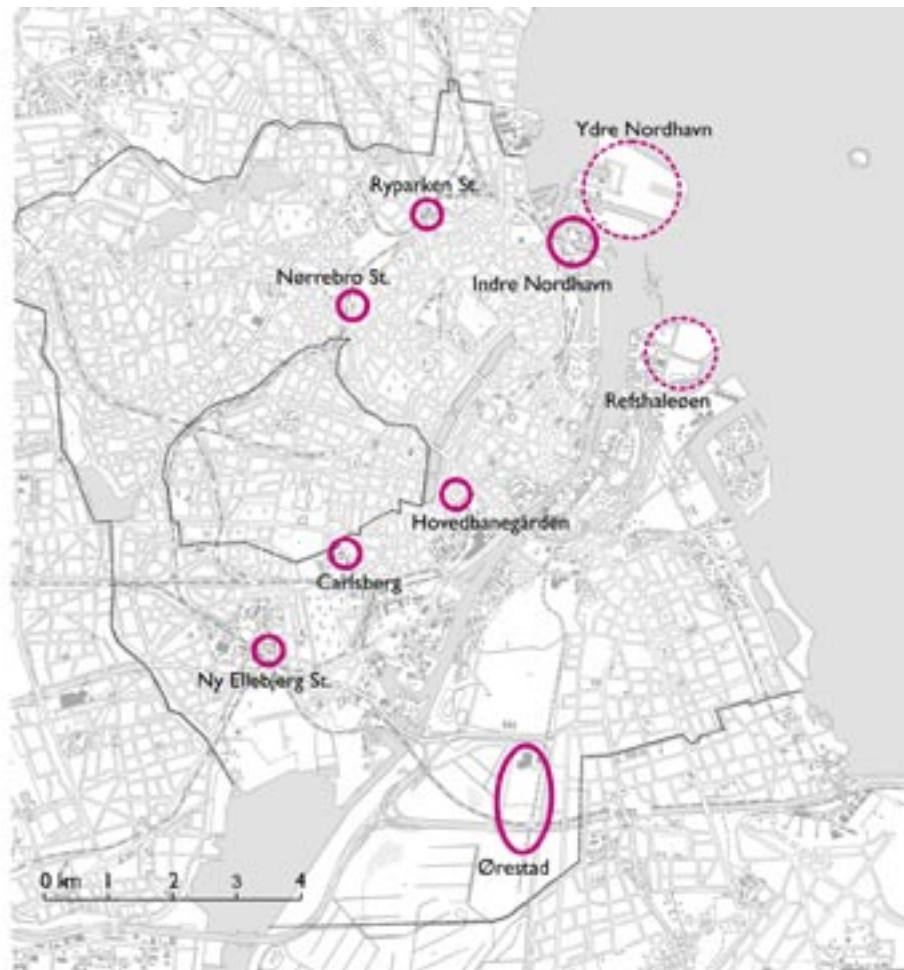 Ydre Nordhavn
Ryparken St.
Indre Nordhavn
Nørrebro St.
Refshaleøen
Hovedbanegården
Carlsberg
Ny Ellebjerg St.
Ørestad
0 km 1 2 3 4